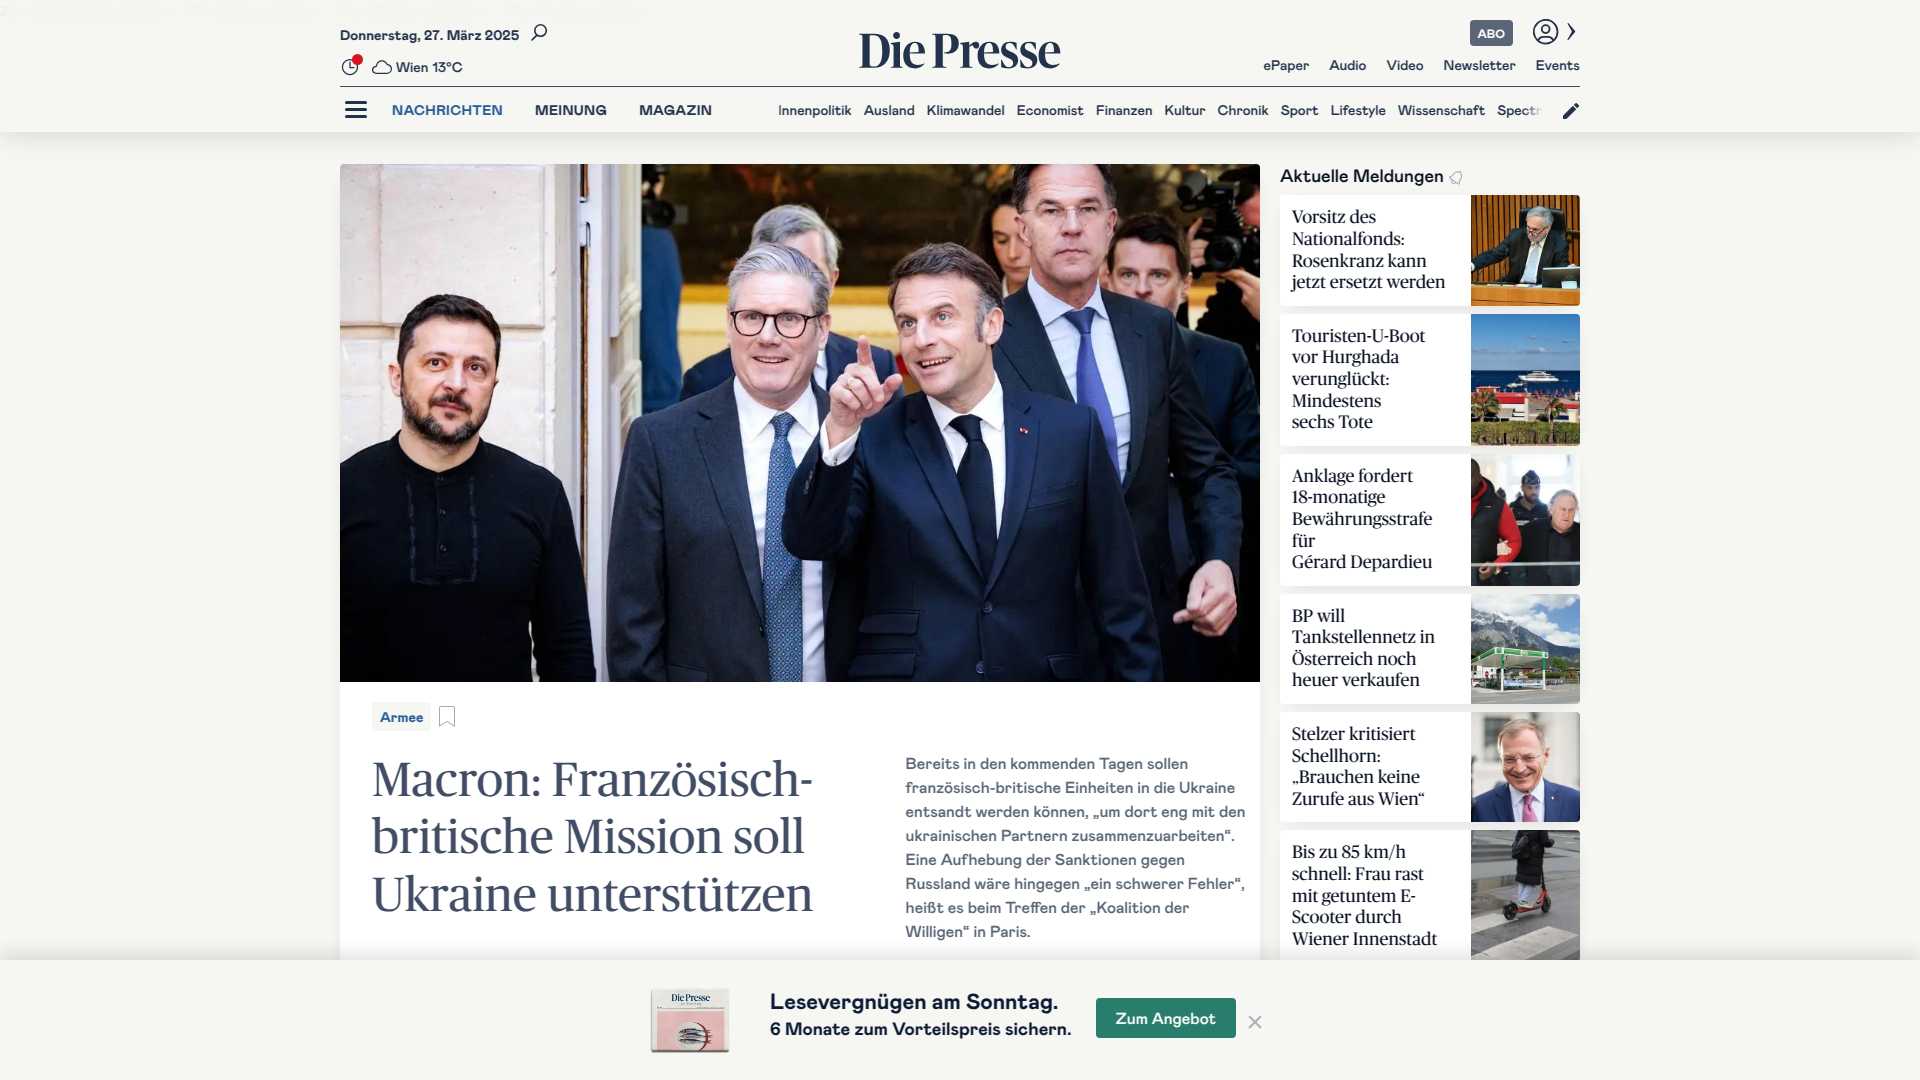 Donnerstag, 27. März 2025
Wien 13°C
Die Presse
ABO
ePaper Audio Video Newsletter Events
NACHRICHTEN MEINUNG MAGAZIN
Innenpolitik Ausland Klimawandel Economist Finanzen Kultur Chronik Sport Lifestyle Wissenschaft Spectr
Armee
Macron: Französisch-
britische Mission soll
Ukraine unterstützen
Bereits in den kommenden Tagen sollen
französisch-britische Einheiten in die Ukraine
entsandt werden können, „um dort eng mit den
ukrainischen Partnern zusammenzuarbeiten“.
Eine Aufhebung der Sanktionen gegen
Russland wäre hingegen „ein schwerer Fehler“,
heißt es beim Treffen der „Koalition der
Willigen“ in Paris.
Aktuelle Meldungen
Vorsitz des
Nationalfonds:
Rosenkranz kann
jetzt ersetzt werden
Touristen-U-Boot
vor Hurghada
verunglückt:
Mindestens
sechs Tote
Anklage fordert
18-monatige
Bewährungsstrafe
für
Gérard Depardieu
BP will
Tankstellennetz in
Österreich noch
heuer verkaufen
Stelzer kritisiert
Schellhorn:
„Brauchen keine
Zurufe aus Wien“
Bis zu 85 km/h
schnell: Frau rast
mit getuntem E-
Scooter durch
Wiener Innenstadt
Die Presse
Lesevergnügen am Sonntag.
6 Monate zum Vorteilspreis sichern.
Zum Angebot